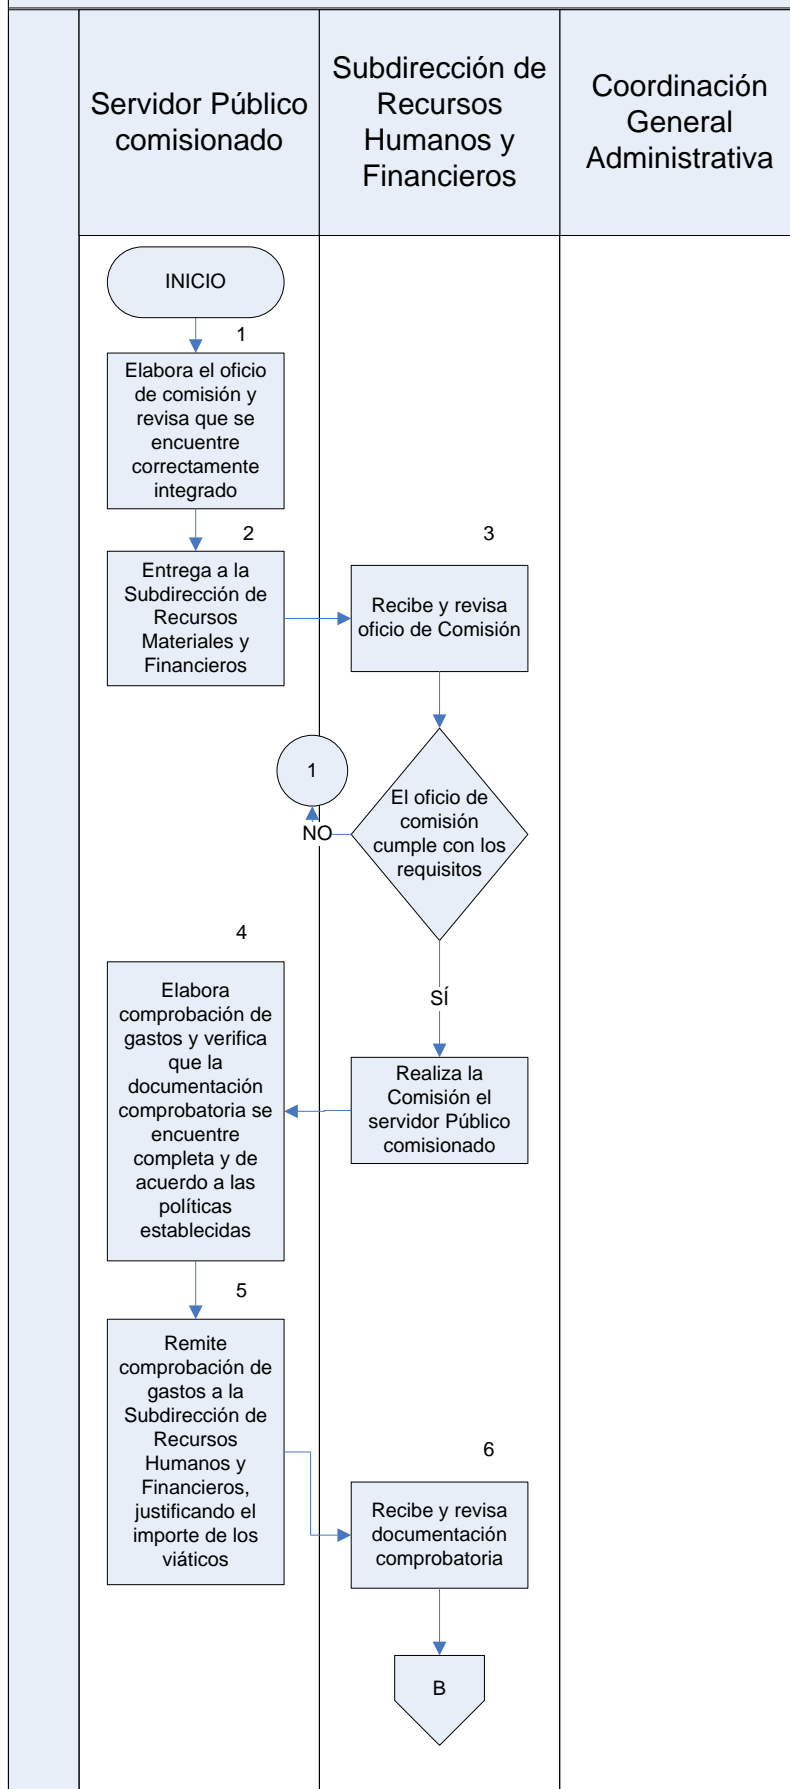 Servidor Público
comisionado
Subdirección de
Recursos
Humanos y
Financieros
Coordinación
General
Administrativa
INICIO
1
Elabora el oficio
de comisión y
revisa que se
encuentre
correctamente
integrado
2
Entrega a la
Subdirección de
Recursos
Materiales y
Financieros
3
Recibe y revisa
oficio de Comisión
1
El oficio de
comisión
cumple con los
requisitos
NO
SÍ
Realiza la
Comisión el
servidor Público
comisionado
4
Elabora
comprobación de
gastos y verifica
que la
documentación
comprobatoria se
encuentre
completa y de
acuerdo a las
políticas
establecidas
5
Remite
comprobación de
gastos a la
Subdirección de
Recursos
Humanos y
Financieros,
justificando el
importe de los
viáticos
6
Recibe y revisa
documentación
comprobatoria
B